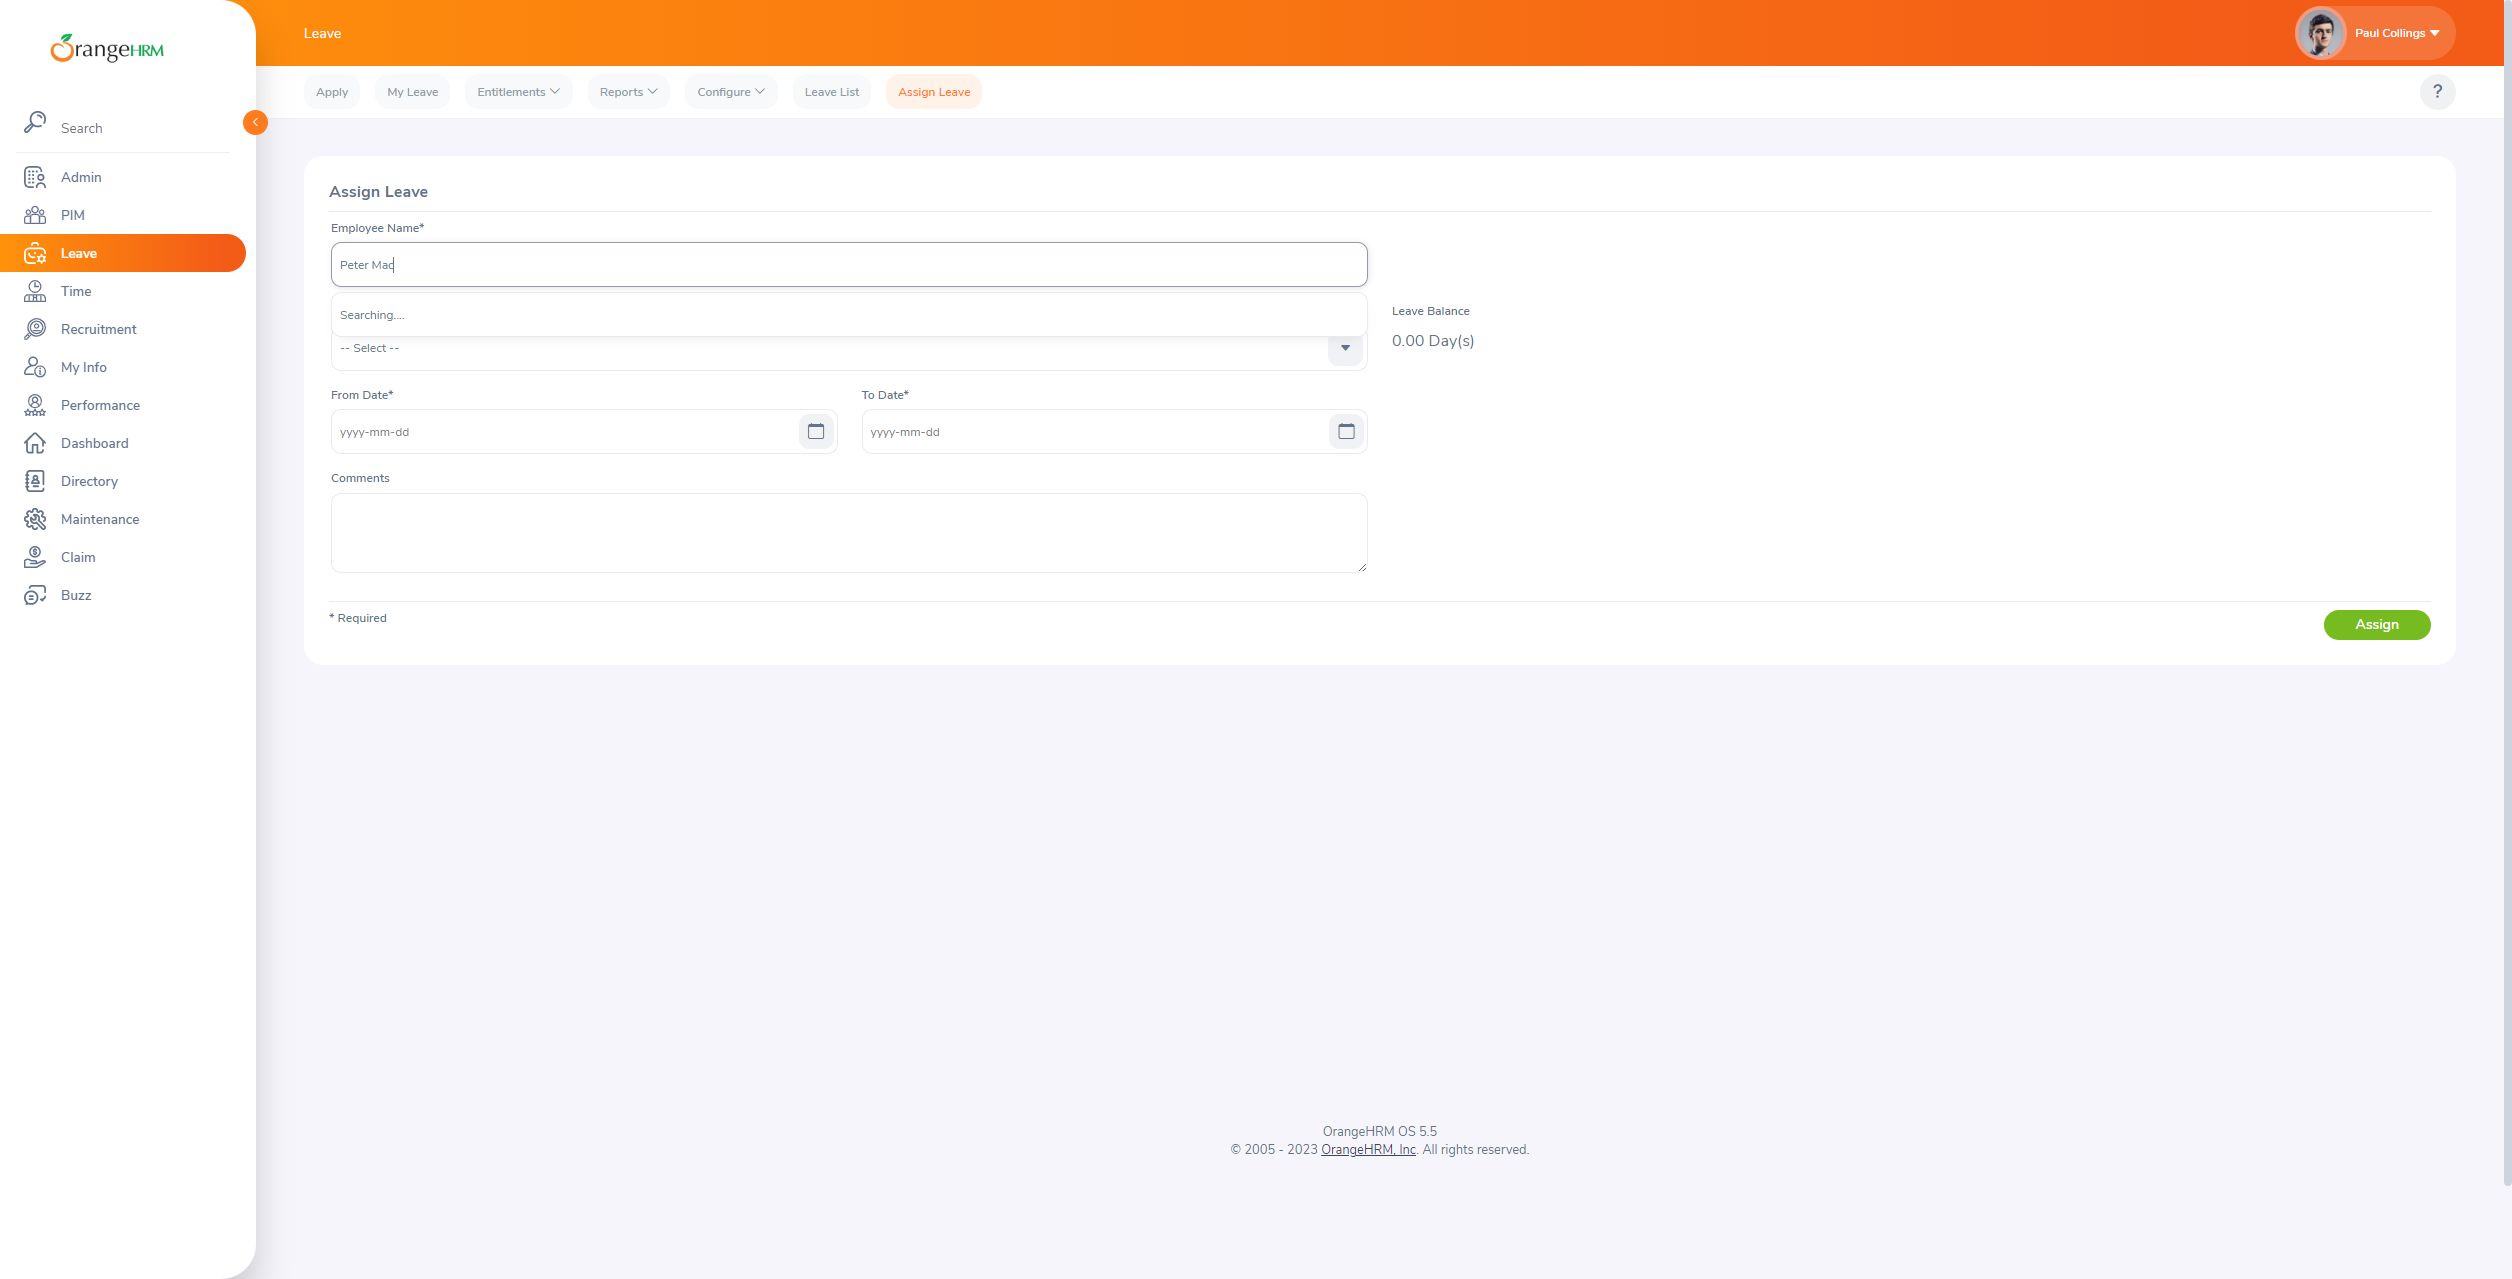 OrangeHRM
Leave
Paul Collings
Apply
My Leave
Entitlements
Reports
Configure
Leave List
Assign Leave
?
Search
Admin
PIM
Leave
Time
Recruitment
My Info
Performance
Dashboard
Directory
Maintenance
Claim
Buzz
Assign Leave
Employee Name*
Peter Mac
Searching....
-- Select --
Leave Balance
0.00 Day(s)
From Date*
To Date*
yyyy-mm-dd
yyyy-mm-dd
Comments
* Required
Assign
OrangeHRM OS 5.5
© 2005 - 2023 OrangeHRM, Inc. All rights reserved.